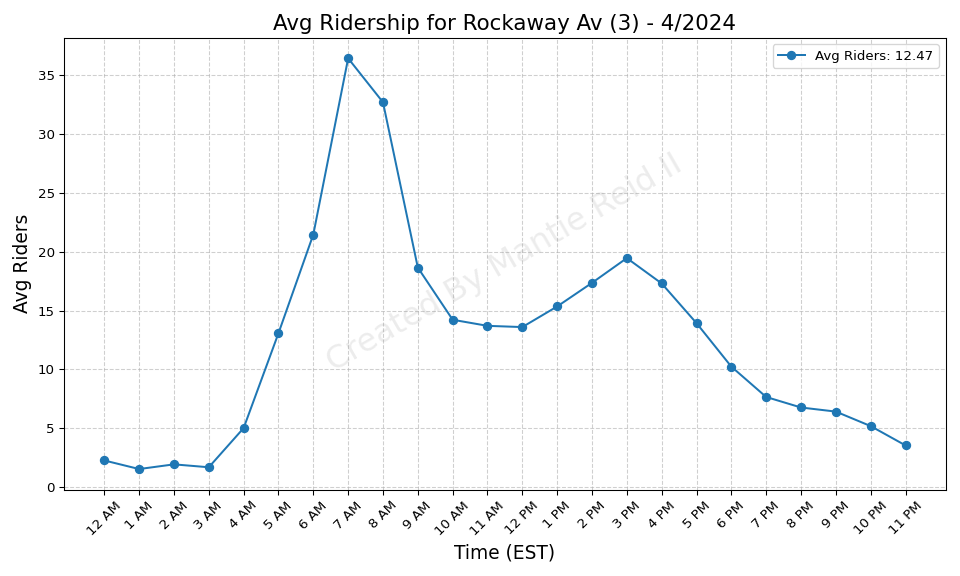 Avg Ridership for Rockaway Av (3) - 4/2024
Avg Riders: 12.47
35
30
25
20
15
10
5
0
Avg Riders
Created By Mantie Reid II
12 AM
1 AM
2 AM
3 AM
4 AM
5 AM
6 AM
7 AM
8 AM
9 AM
10 AM
11 AM
12 PM
1 PM
2 PM
3 PM
4 PM
5 PM
6 PM
7 PM
8 PM
9 PM
10 PM
11 PM
Time (EST)